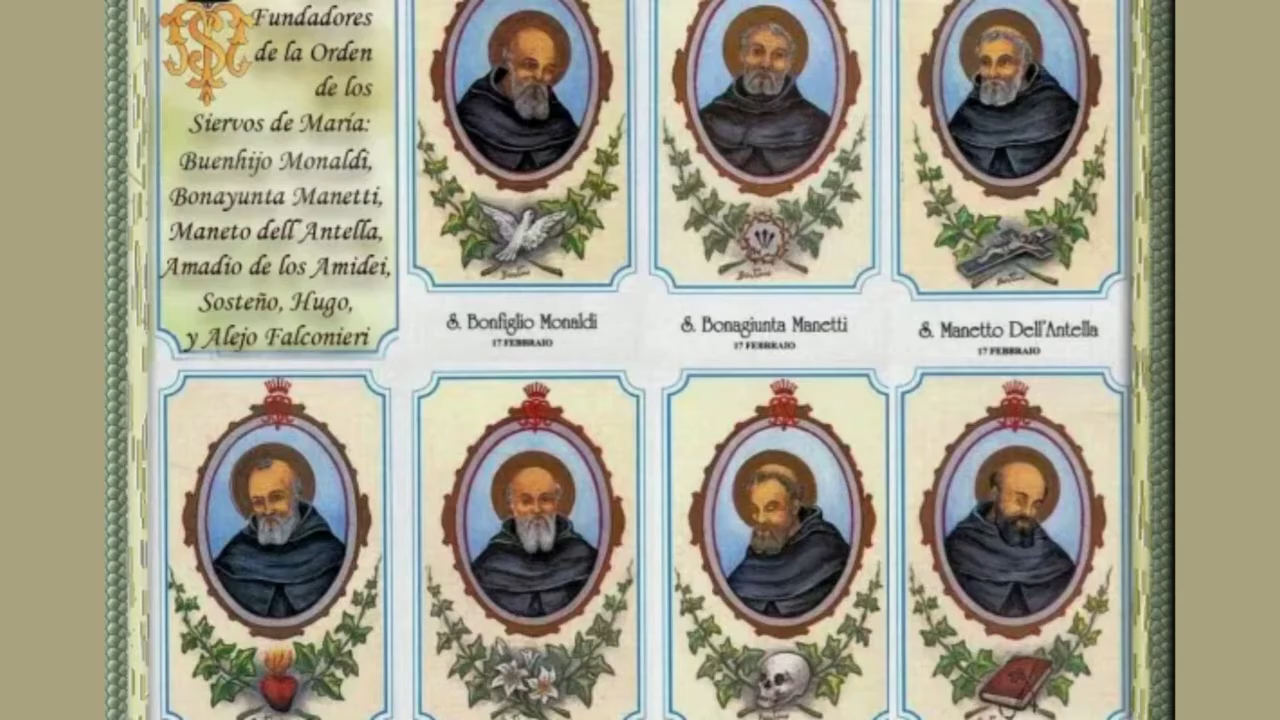 Fundadores
de la Orden
de los
Siervos de María:
Buenhijo Monaldi,
Bonayunta Manetti,
Maneto dell Antella,
Amadio de los Amidei,
Sosteño, Hugo,
y Alejo Falconieri
S. Bonfiglio Monaldi
17 FEBBRAIO
S. Bonagiunta Manetti
17 FEBBRAIO
S. Manetto Dell'Antella
17 FEBBRAIO